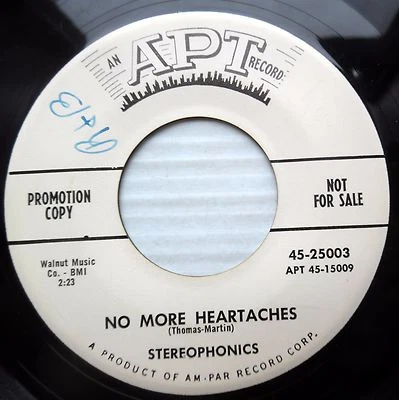 AN APT RECORD
R+B
PROMOTION
COPY
NOT
FOR SALE
Walnut Music
Co. - BMI
2:23
45-25003
APT 45-15009
NO MORE HEARTACHES
(Thomas-Martin)
STEREOPHONICS
A PRODUCT OF AM-PAR RECORD CORP.